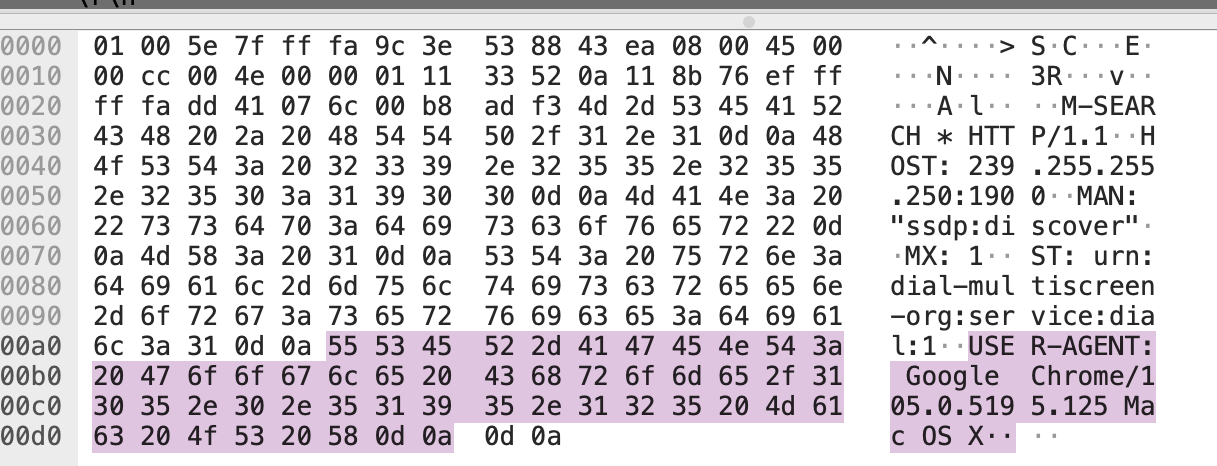 0000 01 00 5e 7f ff fa 9c 3e 53 88 43 ea 08 00 45 00 ··^····> S·C···E·
0010 00 cc 00 4e 00 00 01 11 33 52 0a 11 8b 76 ef ff ···N···· 3R···v··
0020 ff fa dd 41 07 6c 00 b8 ad f3 4d 2d 53 45 41 52 ···A·l·· ··M-SEAR
0030 43 48 20 2a 20 48 54 54 50 2f 31 2e 31 0d 0a 48 CH * HTT P/1.1··H
0040 4f 53 54 3a 20 32 33 39 2e 32 35 35 2e 32 35 35 OST: 239 .255.255
0050 2e 32 35 30 3a 31 39 30 30 0d 0a 4d 41 4e 3a 20 .250:190 0··MAN:
0060 22 73 73 64 70 3a 64 69 73 63 6f 76 65 72 22 0d "ssdp:di scover"·
0070 0a 4d 58 3a 20 31 0d 0a 53 54 3a 20 75 72 6e 3a ·MX: 1·· ST: urn:
0080 64 69 61 6c 2d 6d 75 6c 74 69 73 63 72 65 65 6e dial-mul tiscreen
0090 2d 6f 72 67 3a 73 65 72 76 69 63 65 3a 64 69 61 -org:ser vice:dia
00a0 6c 3a 31 0d 0a 55 53 45 52 2d 41 47 45 4e 54 3a l:1··USE R-AGENT:
00b0 20 47 6f 6f 67 6c 65 20 43 68 72 6f 6d 65 2f 31 Google Chrome/1
00c0 30 35 2e 30 2e 35 31 39 35 2e 31 32 35 20 4d 61 05.0.519 5.125 Ma
00d0 63 20 4f 53 20 58 0d 0a 0d 0a c OS X·· ··